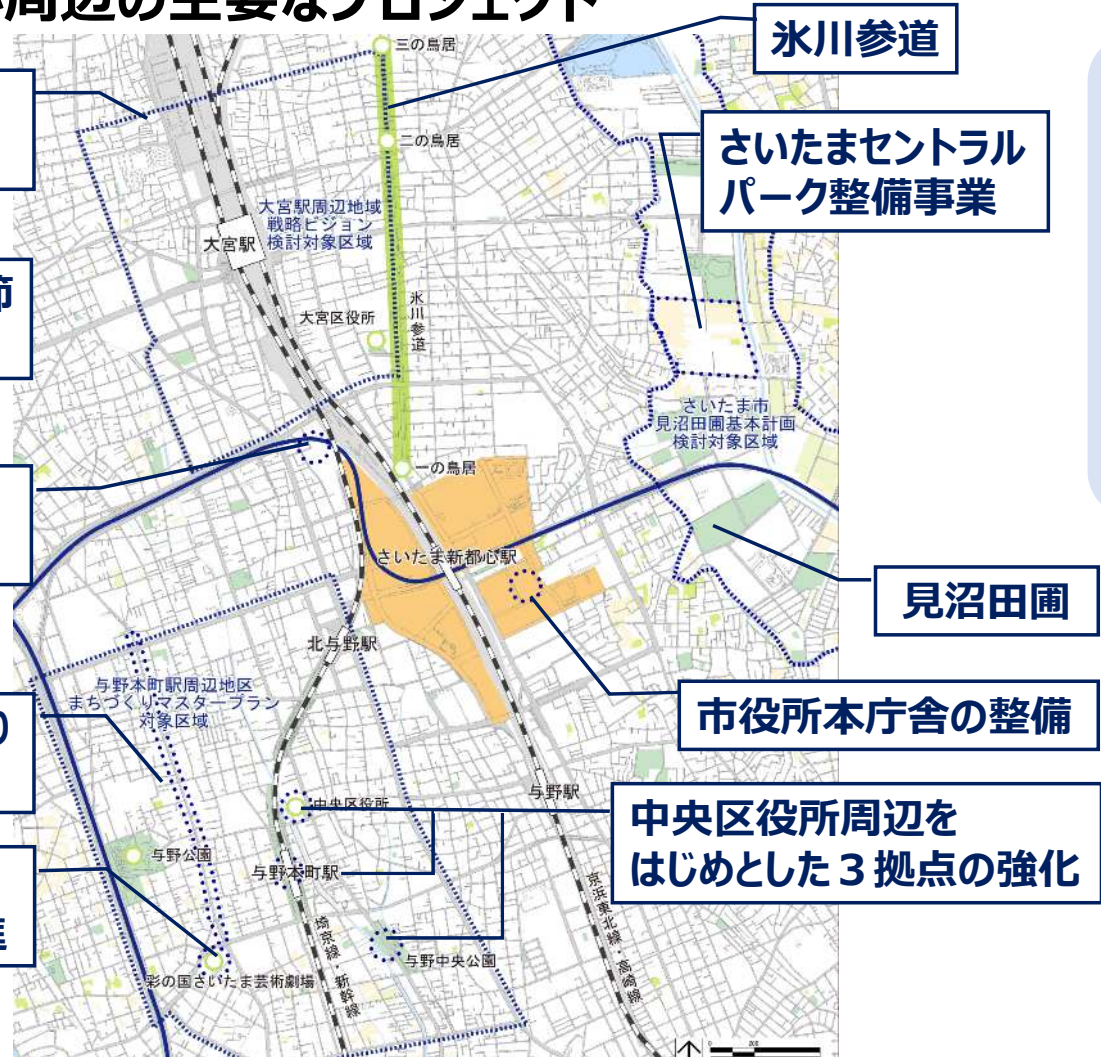 周辺の主要なプロジェクト
氷川参道
さいたまセントラル
パーク整備事業
見沼田圃
市役所本庁舎の整備
中央区役所周辺を
はじめとした３拠点の強化
節
り
進
三の鳥居
二の鳥居
大宮駅周辺地域
戦略ビジョン
検討対象区域
大宮駅
大宮区役所
氷川参道
一の鳥居
さいたま市
見沼田圃基本計画
検討対象区域
さいたま新都心駅
北与野駅
与野本町駅周辺地区
まちづくりマスタープラン
対象区域
中央区役所
与野駅
与野公園
与野本町駅
京浜東北線・高崎線
埼京線・新幹線
与野中央公園
彩の国さいたま芸術劇場
0